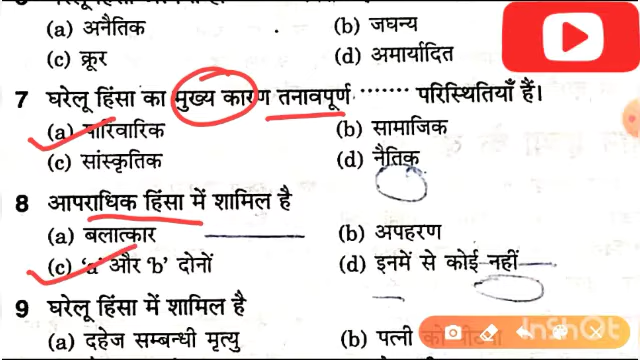 (a) अनैतिक (b) जघन्य
(c) क्रूर (d) अमार्यादित
7 घरेलू हिंसा का मुख्य कारण तनावपूर्ण ....... परिस्थितियाँ हैं।
(a) पारिवारिक (b) सामाजिक
(c) सांस्कृतिक (d) नैतिक
8 आपराधिक हिंसा में शामिल है
(a) बलात्कार (b) अपहरण
(c) 'a' और 'b' दोनों (d) इनमें से कोई नहीं
9 घरेलू हिंसा में शामिल है
(a) दहेज सम्बन्धी मृत्यु (b) पत्नी को
InShOt